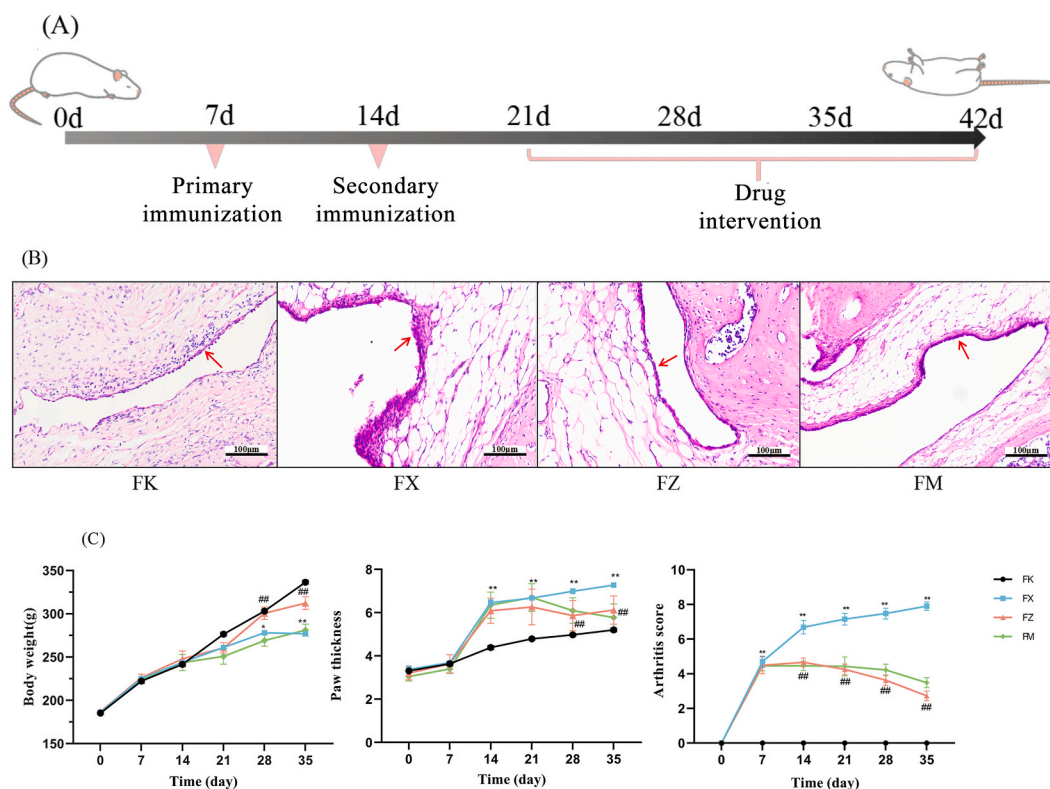 (A)
0d 7d 14d 21d 28d 35d 42d
Primary
immunization
Secondary
immunization
Drug
intervention
(B)
100μm 100μm 100μm 100μm
FK FX FZ FM
(C)
Body weight(g)
350
300
250
200
150
##
##
*
**
0 7 14 21 28 35
Time (day)
Paw thickness
8
6
4
2
0
** ** ** **
##
##
0 7 14 21 28 35
Time (day)
Arthritis score
10
8
6
4
2
0
** ** ** ** **
## ## ## ##
0 7 14 21 28 35
Time (day)
FK
FX
FZ
FM